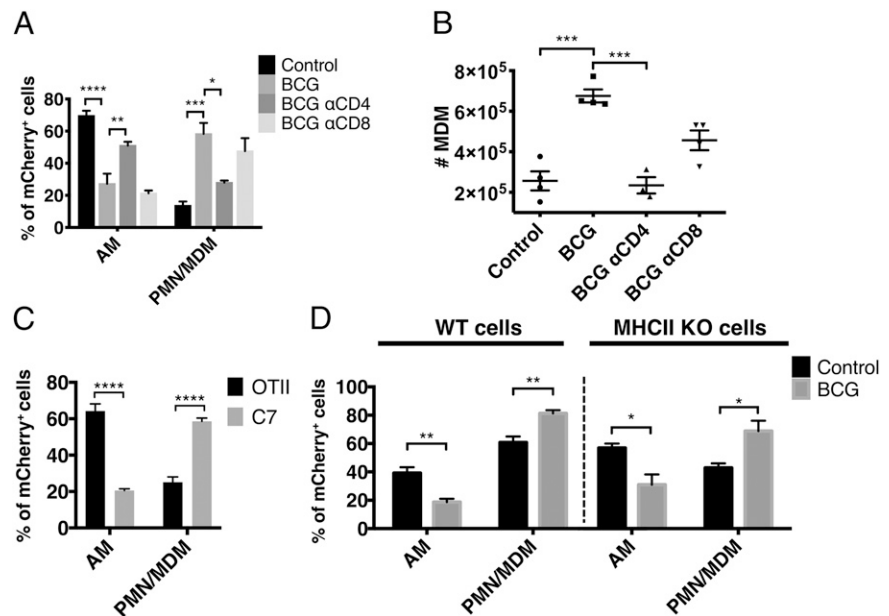 A
Control
BCG
BCG αCD4
BCG αCD8
% of mCherry⁺ cells
80
60
40
20
0
****
**
***
*
AM
PMN/MDM
B
# MDM
8×10⁵
6×10⁵
4×10⁵
2×10⁵
***
***
Control
BCG
BCG αCD4
BCG αCD8
C
OTII
C7
% of mCherry⁺ cells
80
60
40
20
0
****
****
AM
PMN/MDM
D
WT cells
MHCII KO cells
Control
BCG
% of mCherry⁺ cells
100
80
60
40
20
0
**
**
*
*
AM
PMN/MDM
AM
PMN/MDM